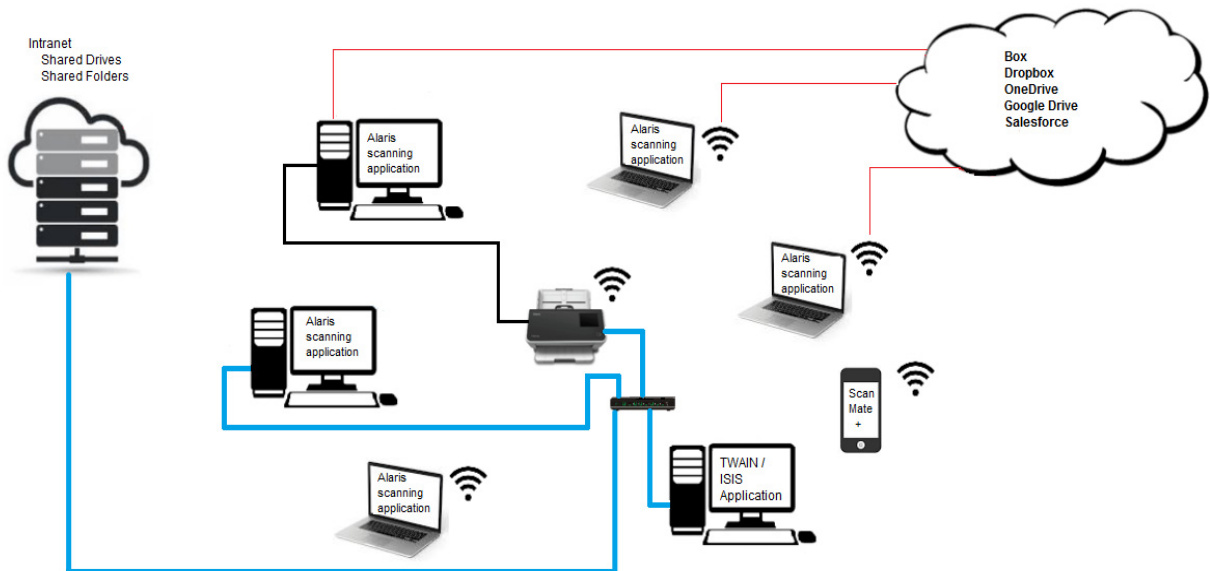 Intranet
Shared Drives
Shared Folders
Box
Dropbox
OneDrive
Google Drive
Salesforce
Alaris
scanning
application
Alaris
scanning
application
Alaris
scanning
application
Alaris
scanning
application
Scan
Mate
+
Alaris
scanning
application
TWAIN /
ISIS
Application